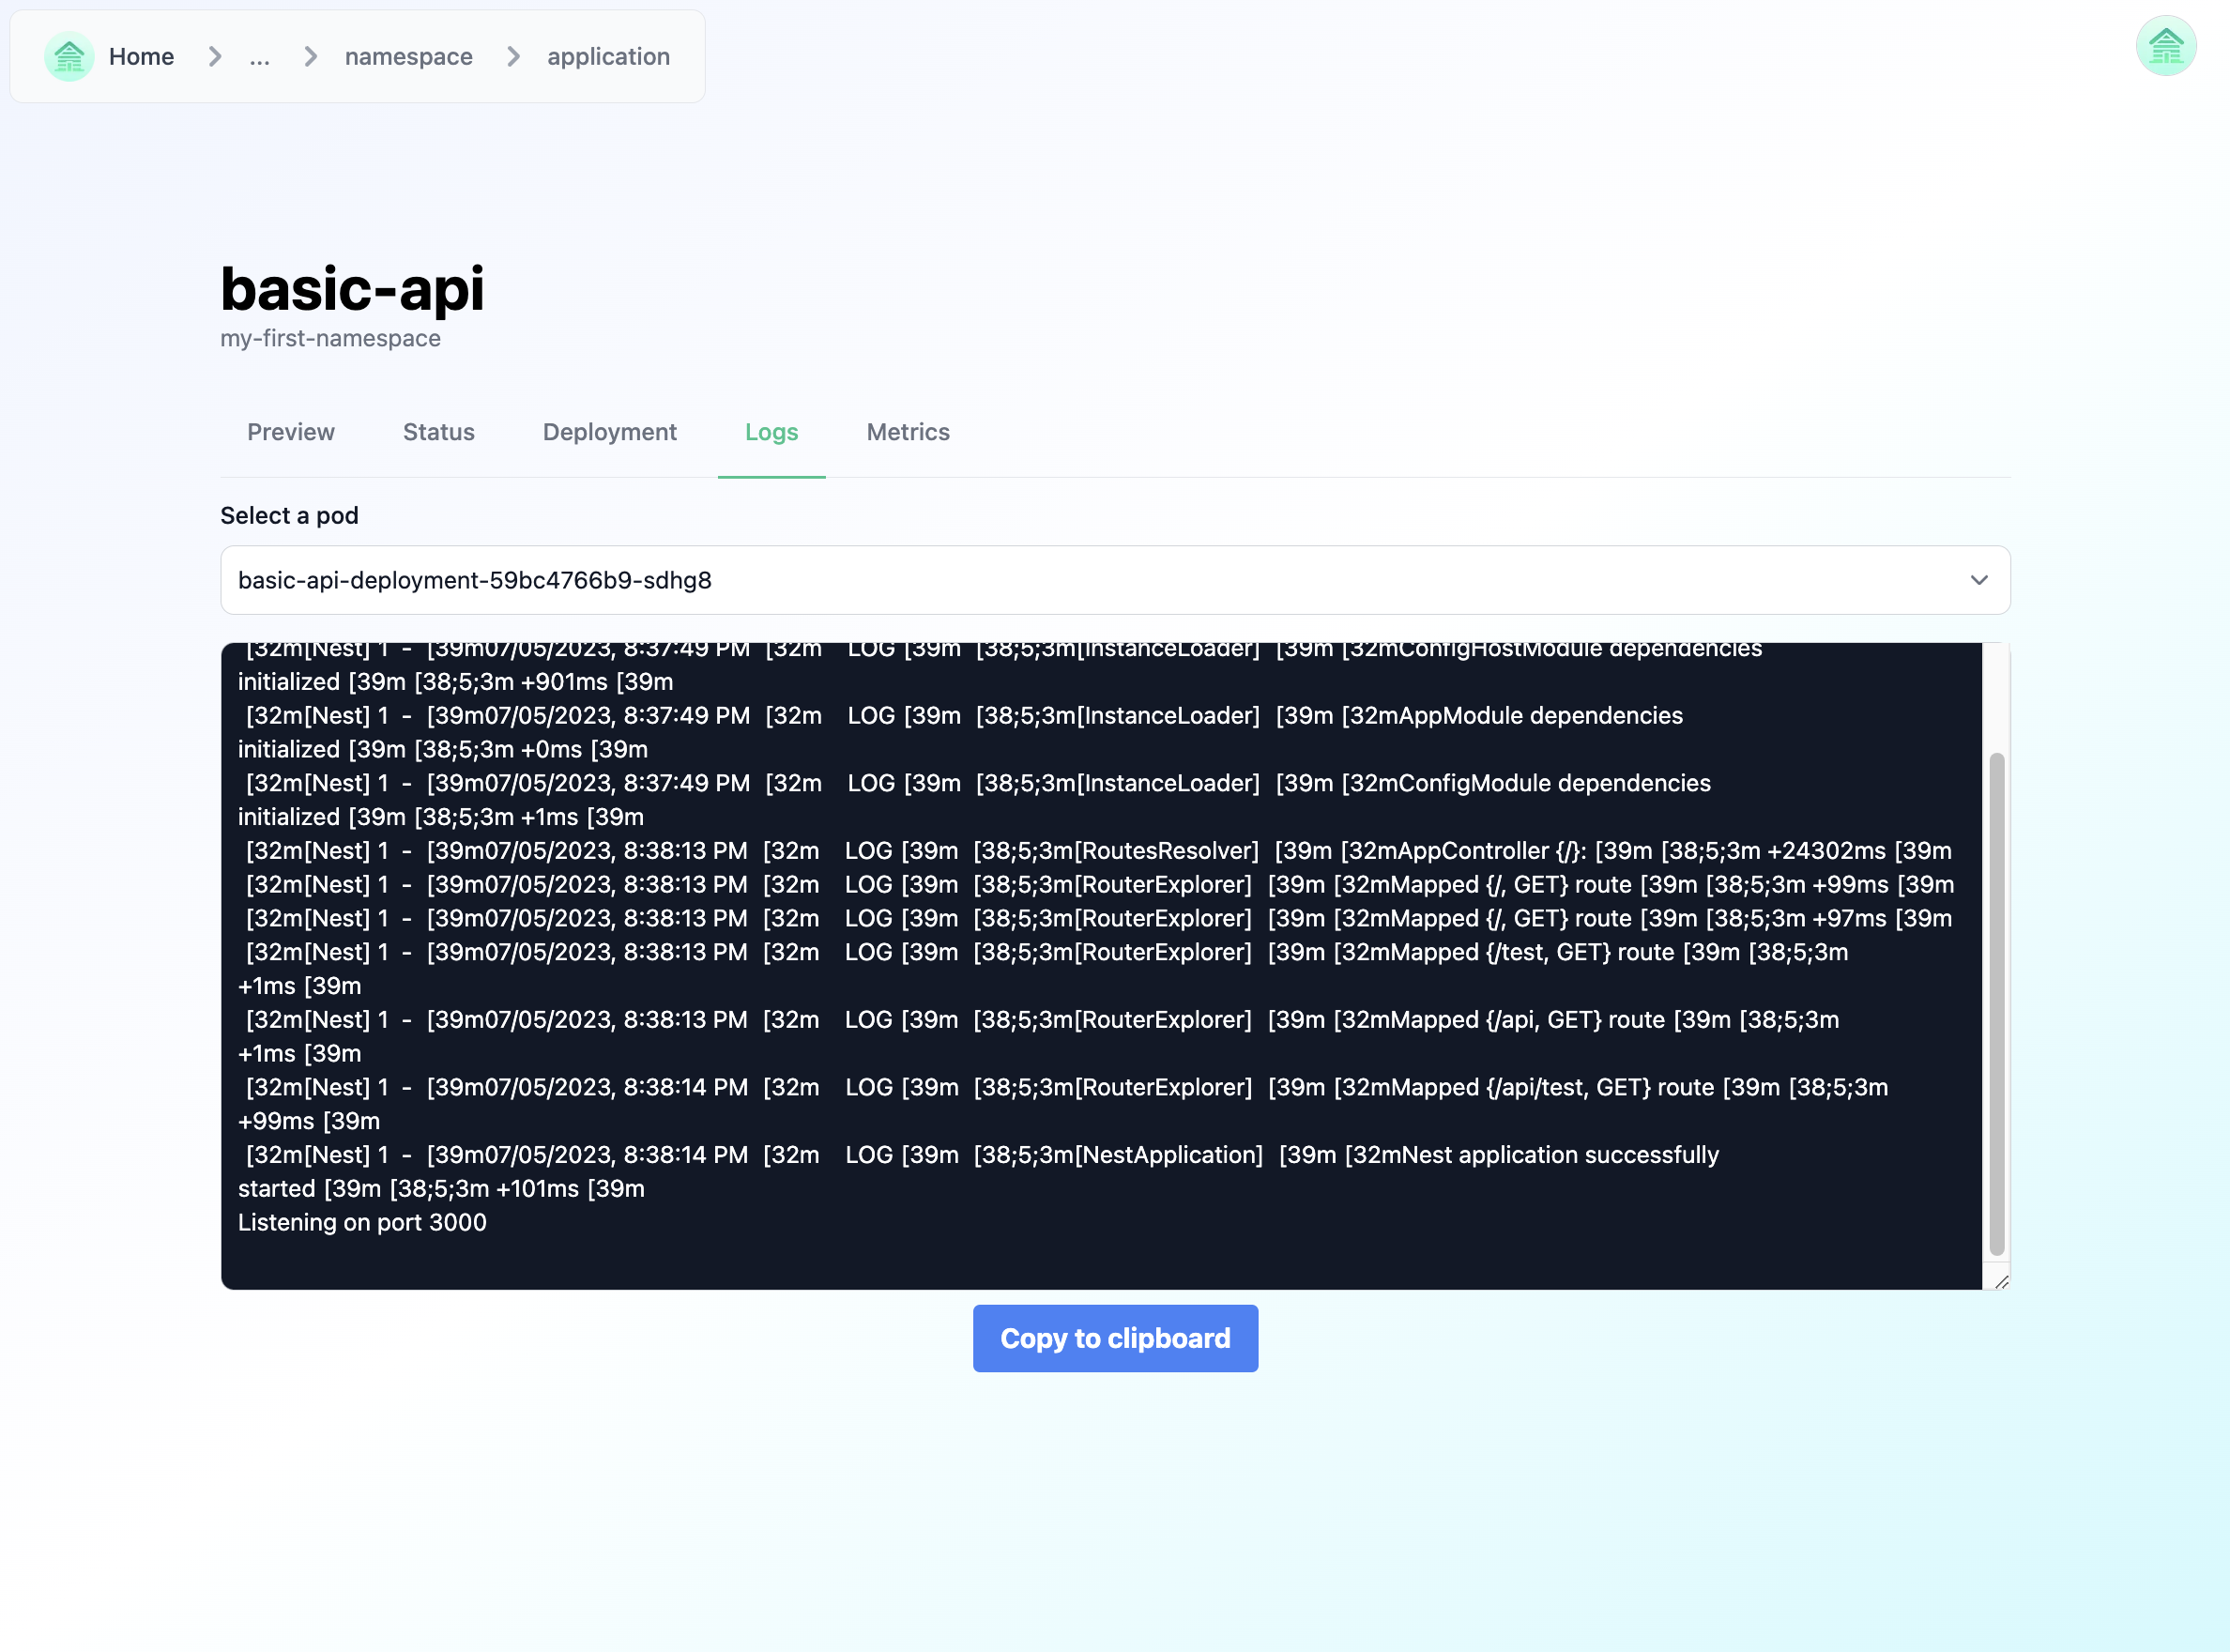 Home > ... > namespace > application
basic-api
my-first-namespace
Preview Status Deployment Logs Metrics
Select a pod
basic-api-deployment-59bc4766b9-sdhg8
[32m[Nest] 1  -  [39m07/05/2023, 8:37:49 PM  [32m    LOG [39m  [38;5;3m[InstanceLoader]  [39m [32mConfigHostModule dependencies
initialized [39m [38;5;3m +901ms [39m
[32m[Nest] 1  -  [39m07/05/2023, 8:37:49 PM  [32m    LOG [39m  [38;5;3m[InstanceLoader]  [39m [32mAppModule dependencies
initialized [39m [38;5;3m +0ms [39m
[32m[Nest] 1  -  [39m07/05/2023, 8:37:49 PM  [32m    LOG [39m  [38;5;3m[InstanceLoader]  [39m [32mConfigModule dependencies
initialized [39m [38;5;3m +1ms [39m
[32m[Nest] 1  -  [39m07/05/2023, 8:38:13 PM  [32m    LOG [39m  [38;5;3m[RoutesResolver]  [39m [32mAppController {/}: [39m [38;5;3m +24302ms [39m
[32m[Nest] 1  -  [39m07/05/2023, 8:38:13 PM  [32m    LOG [39m  [38;5;3m[RouterExplorer]  [39m [32mMapped {/, GET} route [39m [38;5;3m +99ms [39m
[32m[Nest] 1  -  [39m07/05/2023, 8:38:13 PM  [32m    LOG [39m  [38;5;3m[RouterExplorer]  [39m [32mMapped {/, GET} route [39m [38;5;3m +97ms [39m
[32m[Nest] 1  -  [39m07/05/2023, 8:38:13 PM  [32m    LOG [39m  [38;5;3m[RouterExplorer]  [39m [32mMapped {/test, GET} route [39m [38;5;3m
+1ms [39m
[32m[Nest] 1  -  [39m07/05/2023, 8:38:13 PM  [32m    LOG [39m  [38;5;3m[RouterExplorer]  [39m [32mMapped {/api, GET} route [39m [38;5;3m
+1ms [39m
[32m[Nest] 1  -  [39m07/05/2023, 8:38:14 PM  [32m    LOG [39m  [38;5;3m[RouterExplorer]  [39m [32mMapped {/api/test, GET} route [39m [38;5;3m
+99ms [39m
[32m[Nest] 1  -  [39m07/05/2023, 8:38:14 PM  [32m    LOG [39m  [38;5;3m[NestApplication]  [39m [32mNest application successfully
started [39m [38;5;3m +101ms [39m
Listening on port 3000
Copy to clipboard